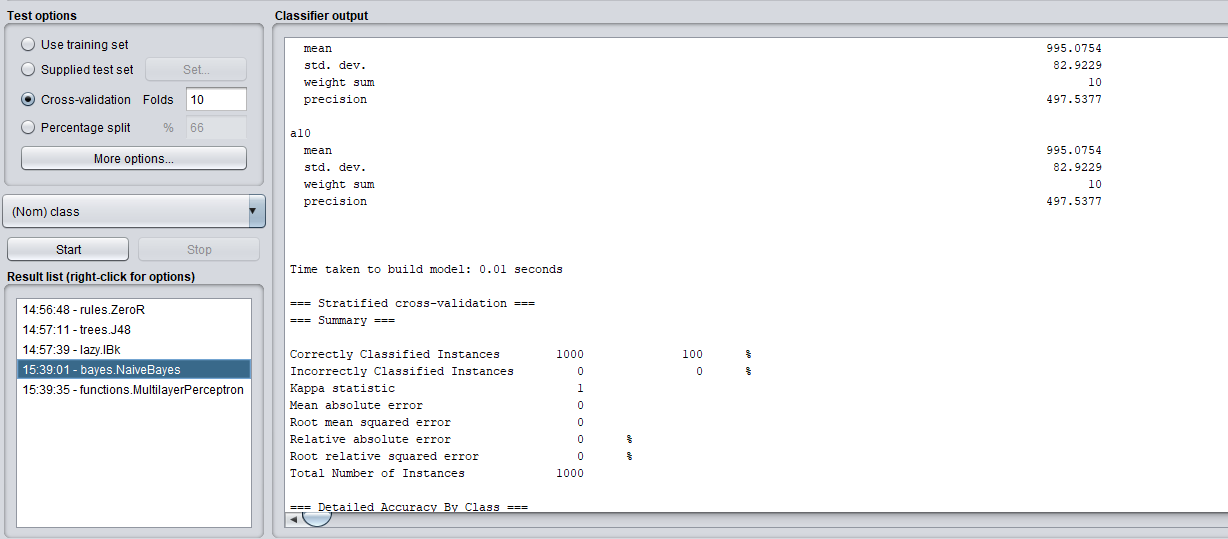 Test options
Use training set
Supplied test set Set...
Cross-validation Folds 10
Percentage split % 66
More options...
(Nom) class
Start Stop
Result list (right-click for options)
14:56:48 - rules.ZeroR
14:57:11 - trees.J48
14:57:39 - lazy.IBk
15:39:01 - bayes.NaiveBayes
15:39:35 - functions.MultilayerPerceptron
Classifier output
mean 995.0754
std. dev. 82.9229
weight sum 10
precision 497.5377
a10
mean 995.0754
std. dev. 82.9229
weight sum 10
precision 497.5377
Time taken to build model: 0.01 seconds
=== Stratified cross-validation ===
=== Summary ===
Correctly Classified Instances 1000 100 %
Incorrectly Classified Instances 0 0 %
Kappa statistic 1
Mean absolute error 0
Root mean squared error 0
Relative absolute error 0 %
Root relative squared error 0 %
Total Number of Instances 1000
=== Detailed Accuracy By Class ===